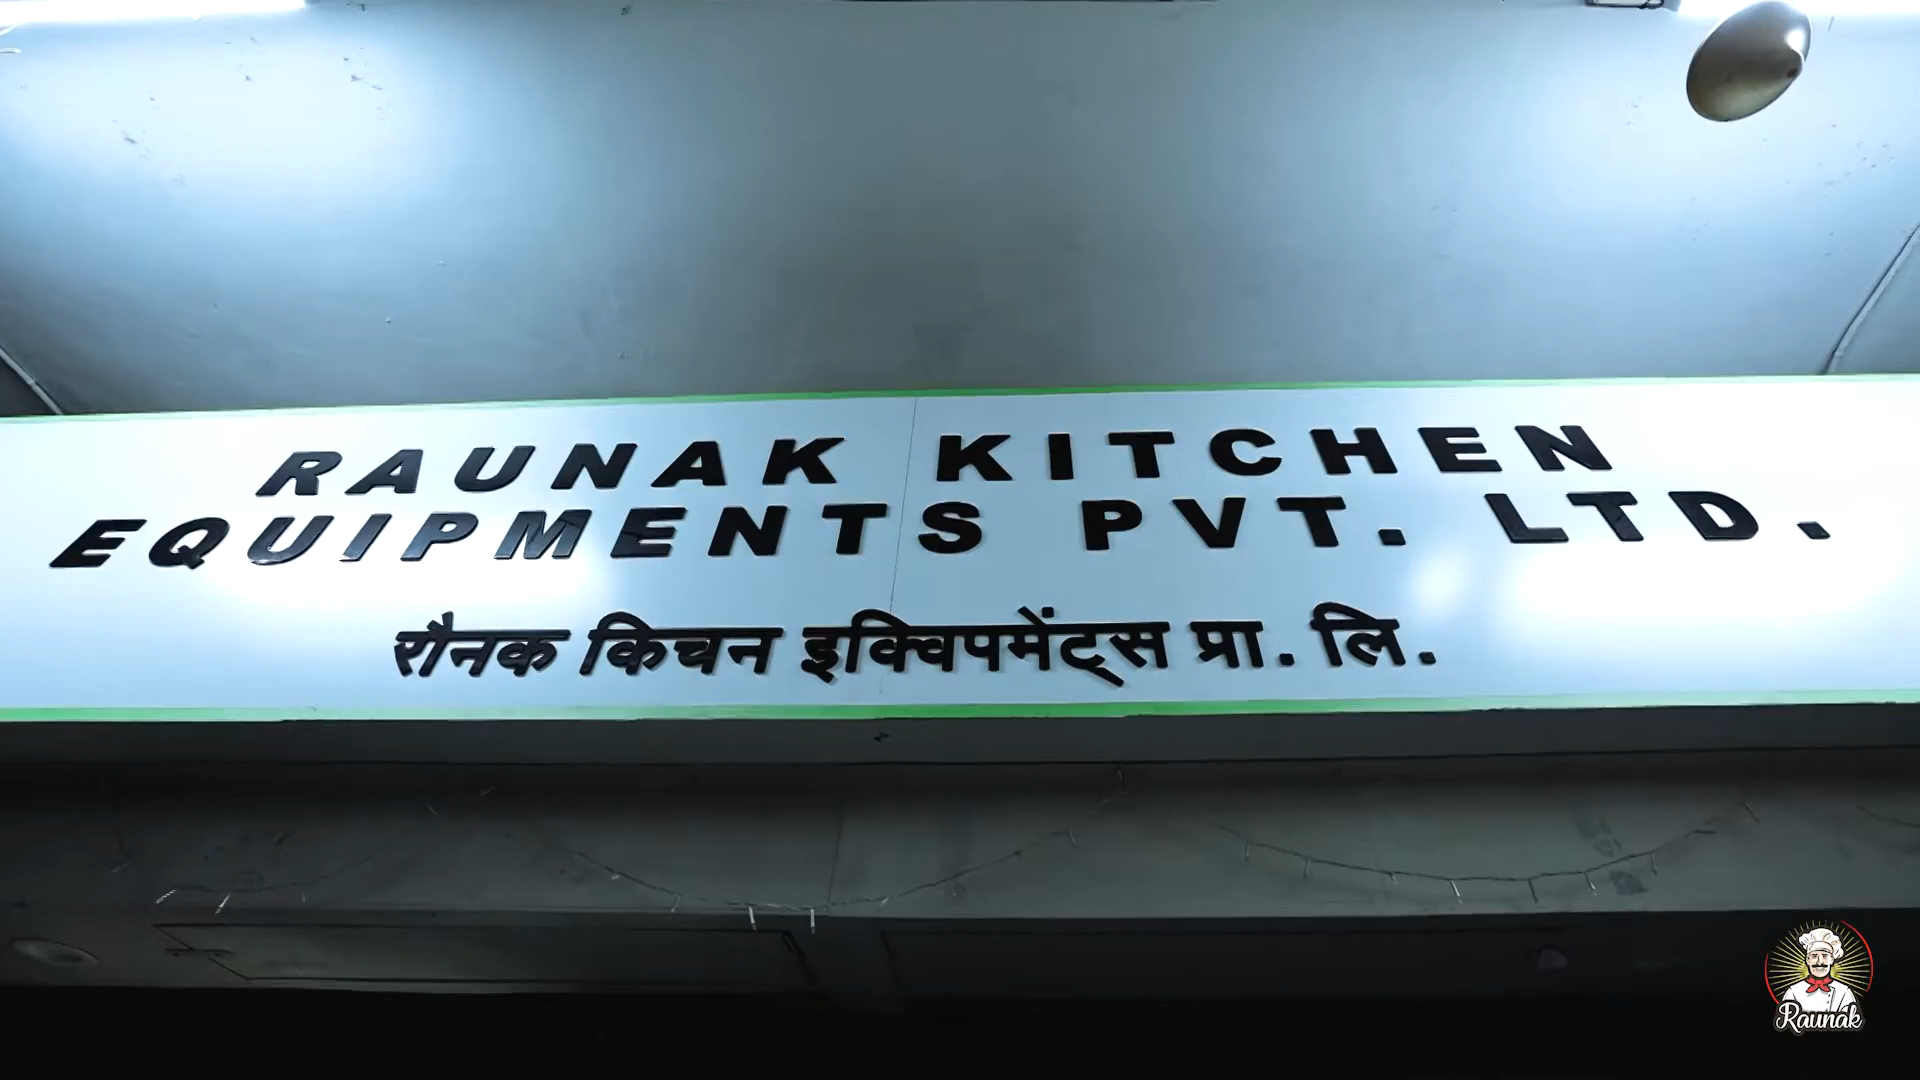 RAUNAK KITCHEN
EQUIPMENTS PVT. LTD.
रौनक किचन इक्विपमेंट्स प्रा. लि.
Raunak